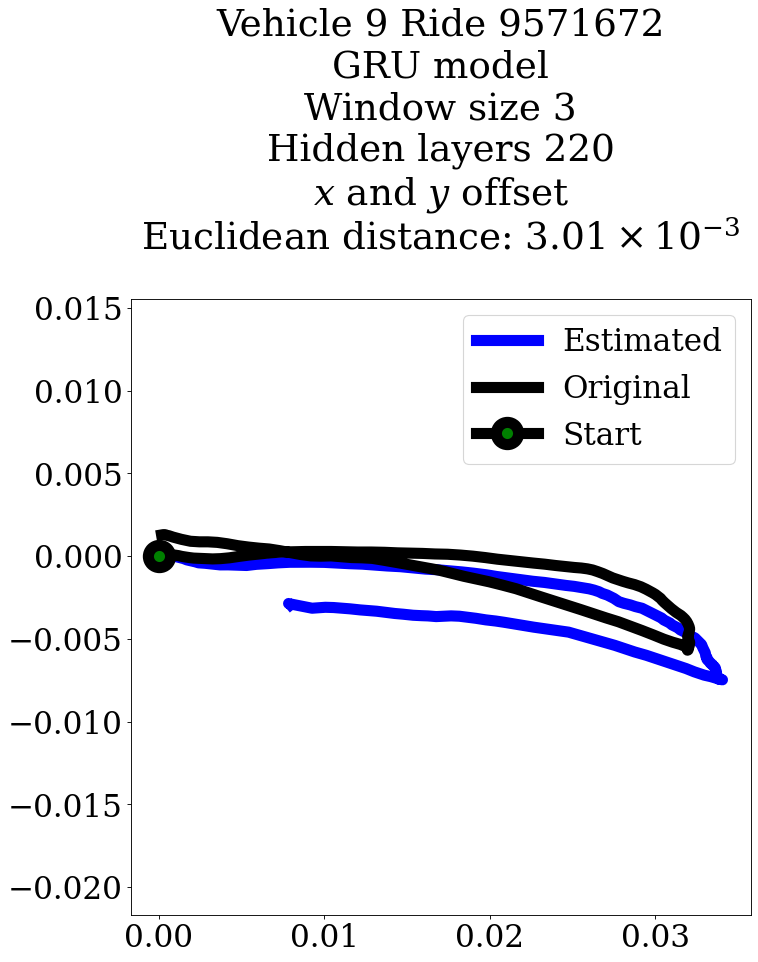 Vehicle 9 Ride 9571672
GRU model
Window size 3
Hidden layers 220
x and y offset
Euclidean distance: 3.01 × 10⁻³
0.015
0.010
0.005
0.000
−0.005
−0.010
−0.015
−0.020
Estimated
Original
Start
0.00 0.01 0.02 0.03